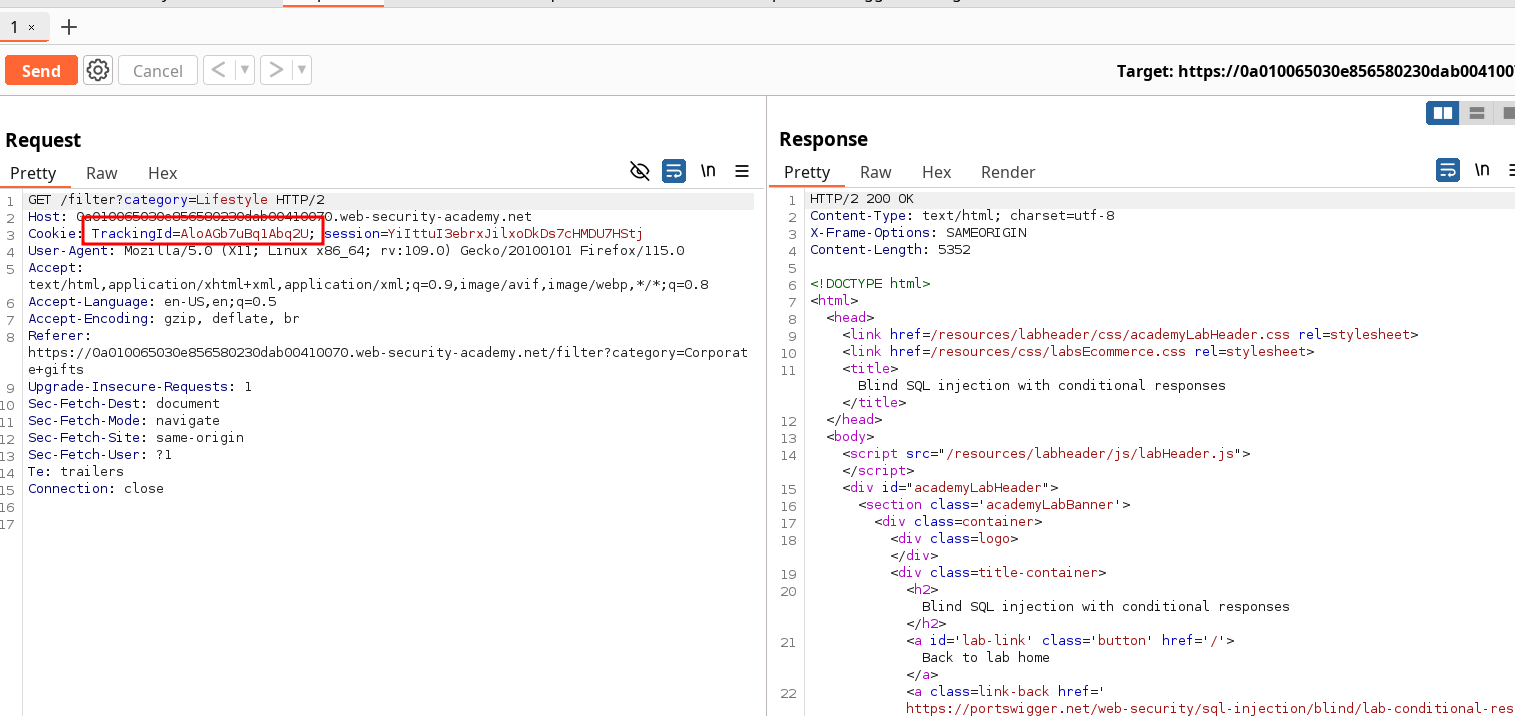 1 ×
Send
Cancel
Target: https://0a010065030e856580230dab004100
Request
Pretty Raw Hex
\n
1 GET /filter?category=Lifestyle HTTP/2
2 Host: 0a010065030e856580230dab00410070.web-security-academy.net
3 Cookie: TrackingId=AloAGb7uBq1Abq2U; session=YiIttuI3ebrxJilxoDkDs7cHMDU7HStj
4 User-Agent: Mozilla/5.0 (X11; Linux x86_64; rv:109.0) Gecko/20100101 Firefox/115.0
5 Accept:
text/html,application/xhtml+xml,application/xml;q=0.9,image/avif,image/webp,*/*;q=0.8
6 Accept-Language: en-US,en;q=0.5
7 Accept-Encoding: gzip, deflate, br
8 Referer:
https://0a010065030e856580230dab00410070.web-security-academy.net/filter?category=Corporat
e+gifts
9 Upgrade-Insecure-Requests: 1
10 Sec-Fetch-Dest: document
11 Sec-Fetch-Mode: navigate
12 Sec-Fetch-Site: same-origin
13 Sec-Fetch-User: ?1
14 Te: trailers
15 Connection: close
16
17
Response
Pretty Raw Hex Render
\n
1 HTTP/2 200 OK
2 Content-Type: text/html; charset=utf-8
3 X-Frame-Options: SAMEORIGIN
4 Content-Length: 5352
5
6 <!DOCTYPE html>
7 <html>
8 <head>
9 <link href=/resources/labheader/css/academyLabHeader.css rel=stylesheet>
10 <link href=/resources/css/labsEcommerce.css rel=stylesheet>
11 <title>
Blind SQL injection with conditional responses
</title>
12 </head>
13 <body>
14 <script src="/resources/labheader/js/labHeader.js">
</script>
15 <div id="academyLabHeader">
16 <section class='academyLabBanner'>
17 <div class=container>
18 <div class=logo>
</div>
19 <div class=title-container>
20 <h2>
Blind SQL injection with conditional responses
</h2>
21 <a id='lab-link' class='button' href='/'>
Back to lab home
</a>
22 <a class=link-back href='
https://portswigger.net/web-security/sql-injection/blind/lab-conditional-res